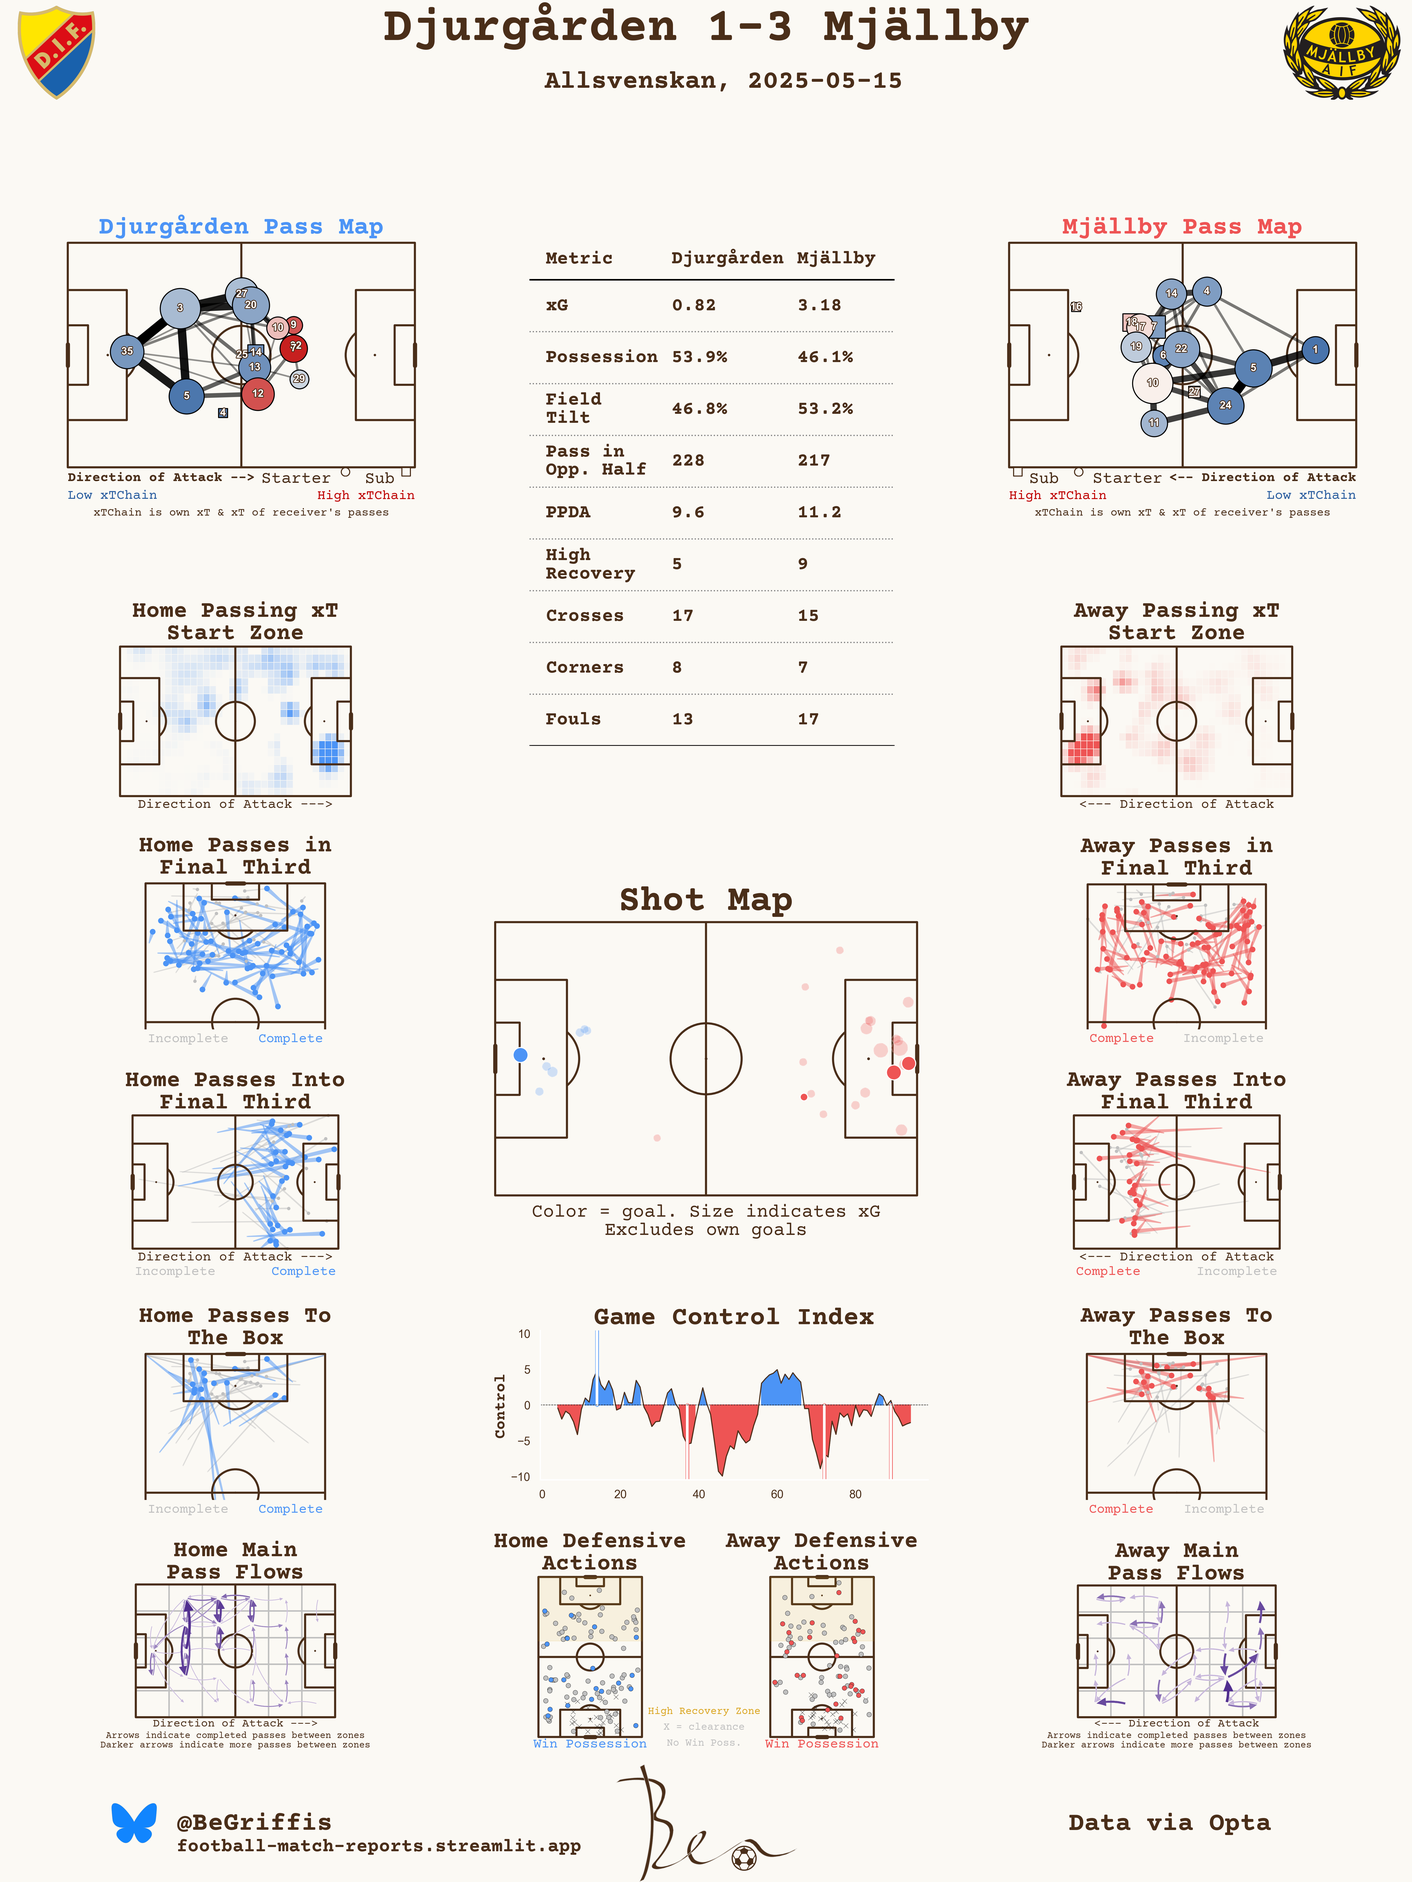 Djurgården 1-3 Mjällby
Allsvenskan, 2025-05-15
D.I.F.
MJÄLLBY
AIF
Djurgården Pass Map
3
27
20
10
9
35
25
14
13
29
5
12
4
Direction of Attack --> Starter Sub
Low xTChain High xTChain
xTChain is own xT & xT of receiver's passes
Metric Djurgården Mjällby
xG 0.82 3.18
Possession 53.9% 46.1%
Field
Tilt 46.8% 53.2%
Pass in
Opp. Half 228 217
PPDA 9.6 11.2
High
Recovery 5 9
Crosses 17 15
Corners 8 7
Fouls 13 17
Mjällby Pass Map
16
14
4
18
17
7
19
6
22
1
10
5
27
24
11
Sub Starter <-- Direction of Attack
High xTChain Low xTChain
xTChain is own xT & xT of receiver's passes
Home Passing xT
Start Zone
Direction of Attack --->
Away Passing xT
Start Zone
<--- Direction of Attack
Home Passes in
Final Third
Incomplete Complete
Away Passes in
Final Third
Complete Incomplete
Shot Map
Color = goal. Size indicates xG
Excludes own goals
Home Passes Into
Final Third
Direction of Attack --->
Incomplete Complete
Away Passes Into
Final Third
<--- Direction of Attack
Complete Incomplete
Home Passes To
The Box
Incomplete Complete
Game Control Index
Control
10
5
0
−5
−10
0 20 40 60 80
Away Passes To
The Box
Complete Incomplete
Home Main
Pass Flows
Direction of Attack --->
Arrows indicate completed passes between zones
Darker arrows indicate more passes between zones
Home Defensive
Actions
Win Possession
Away Defensive
Actions
Win Possession
High Recovery Zone
X = clearance
No Win Poss.
Away Main
Pass Flows
<--- Direction of Attack
Arrows indicate completed passes between zones
Darker arrows indicate more passes between zones
@BeGriffis
football-match-reports.streamlit.app
Ben
Data via Opta